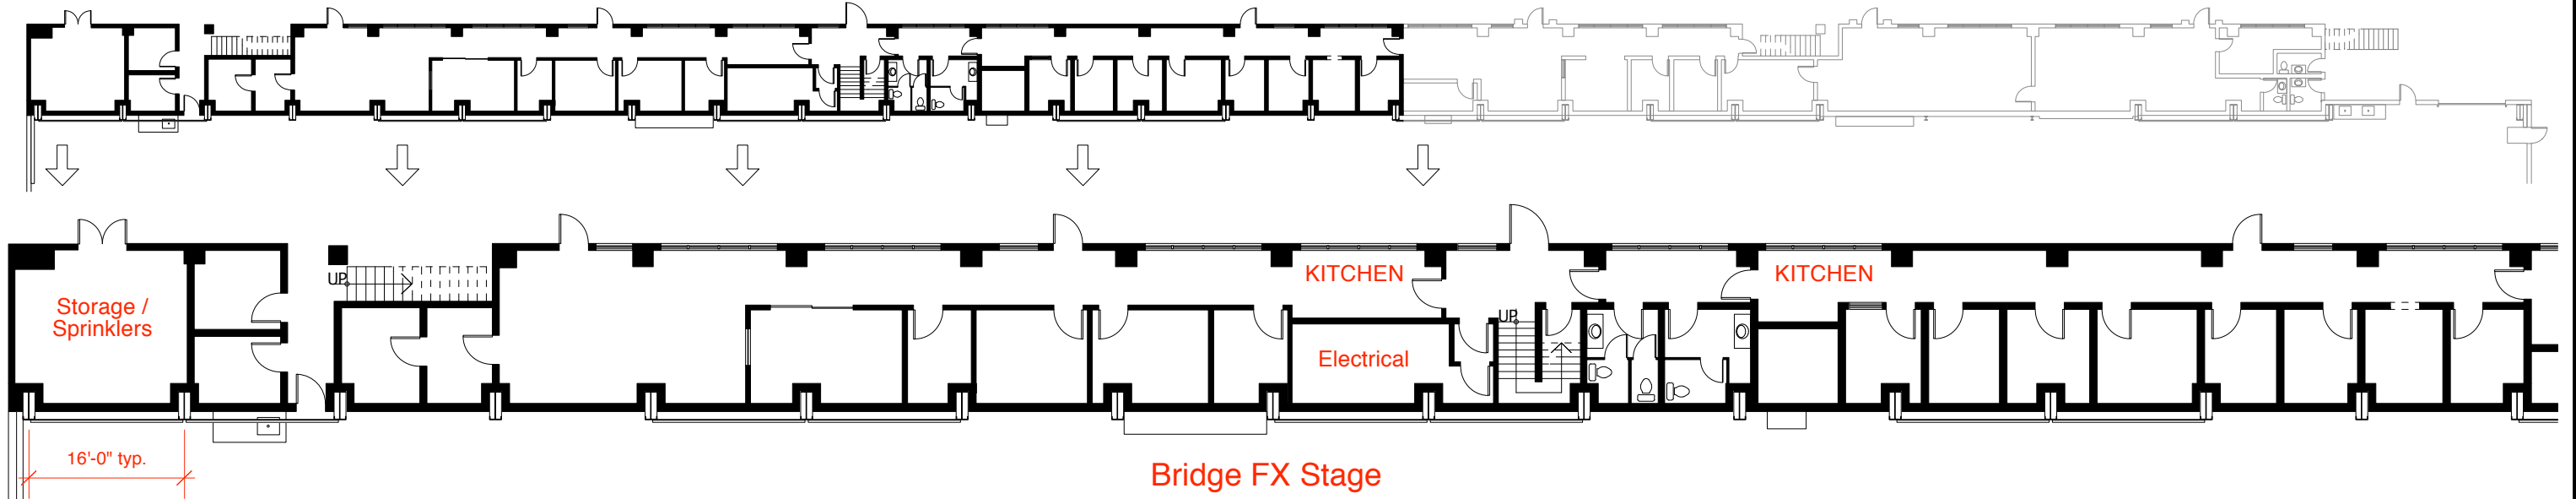 UP
KITCHEN
KITCHEN
Storage /
Sprinklers
UP
Electrical
16'-0" typ.
Bridge FX Stage